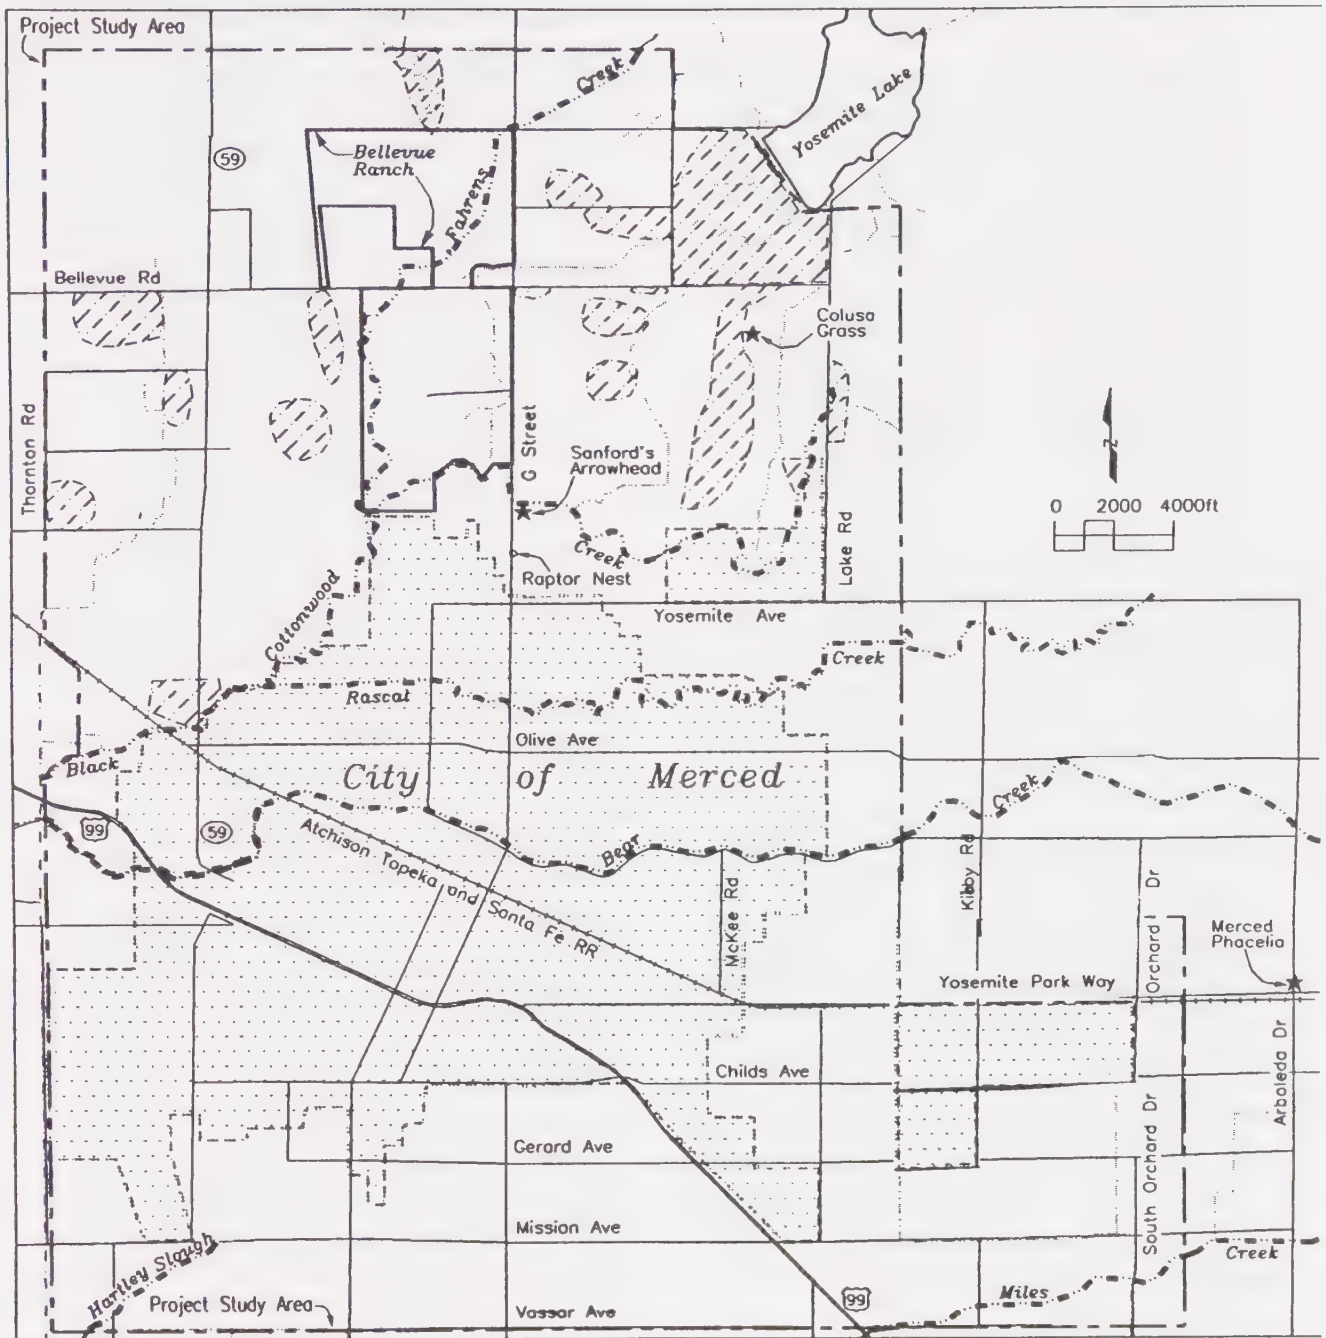 Project Study Area
Creek
Yosemite Lake
59
Bellevue
Ranch
Fahrens
Bellevue Rd
Colusa
Grass
Thornton Rd
G Street
Sanford's
Arrowhead
N
0 2000 4000ft
Creek
Lake Rd
Raptor Nest
Cottonwood
Yosemite Ave
Creek
Rascal
Olive Ave
Black
City of Merced
Creek
99
59
Atchison Topeka and Santa Fe RR
Bear
McKee Rd
Kibby Rd
Orchard Dr
Merced
Phacelia
Yosemite Park Way
Childs Ave
Arboleda Dr
Gerard Ave
South Orchard Dr
Mission Ave
Hartley Slough
Creek
Miles
Project Study Area
Vassar Ave
99